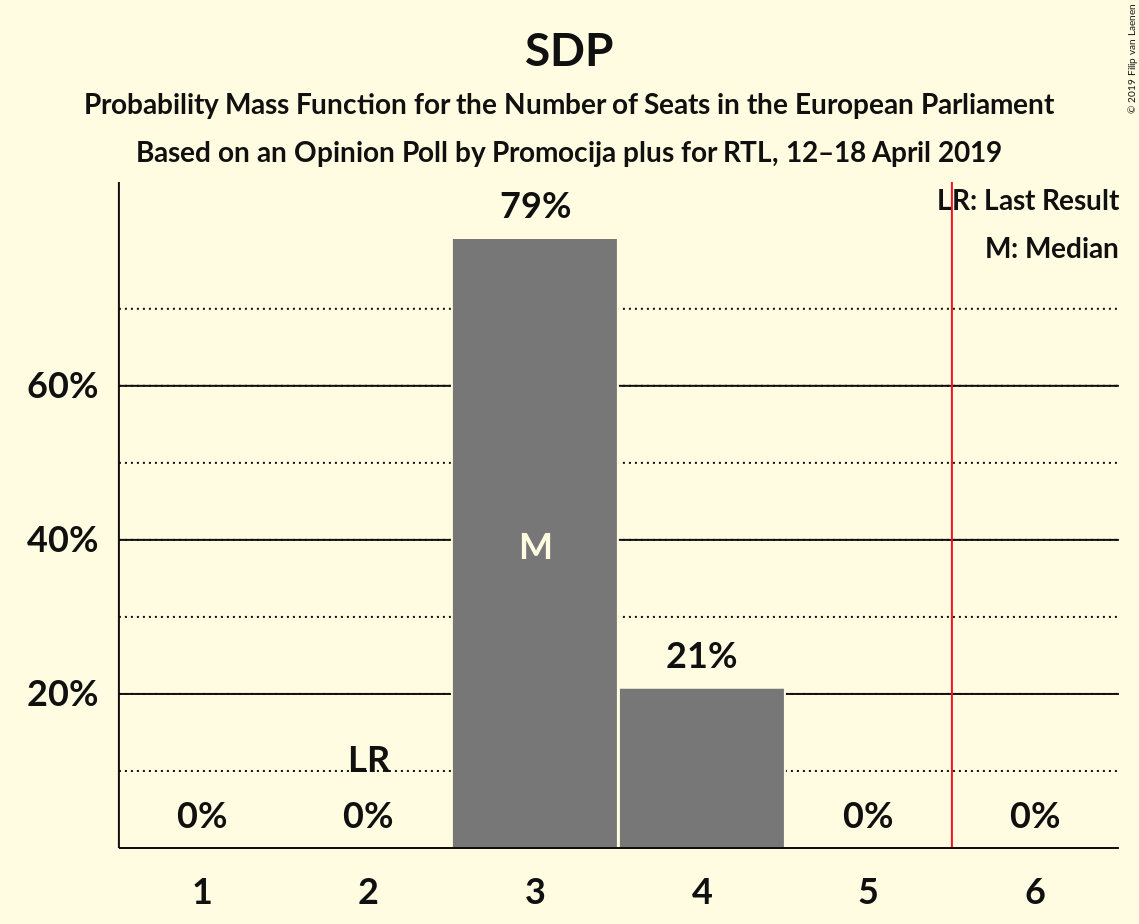 SDP
Probability Mass Function for the Number of Seats in the European Parliament
Based on an Opinion Poll by Promocija plus for RTL, 12–18 April 2019
© 2019 Filip van Laenen
LR: Last Result
M: Median
79%
60%
40%
M
21%
20%
LR
0%
0%
0%
0%
1
2
3
4
5
6